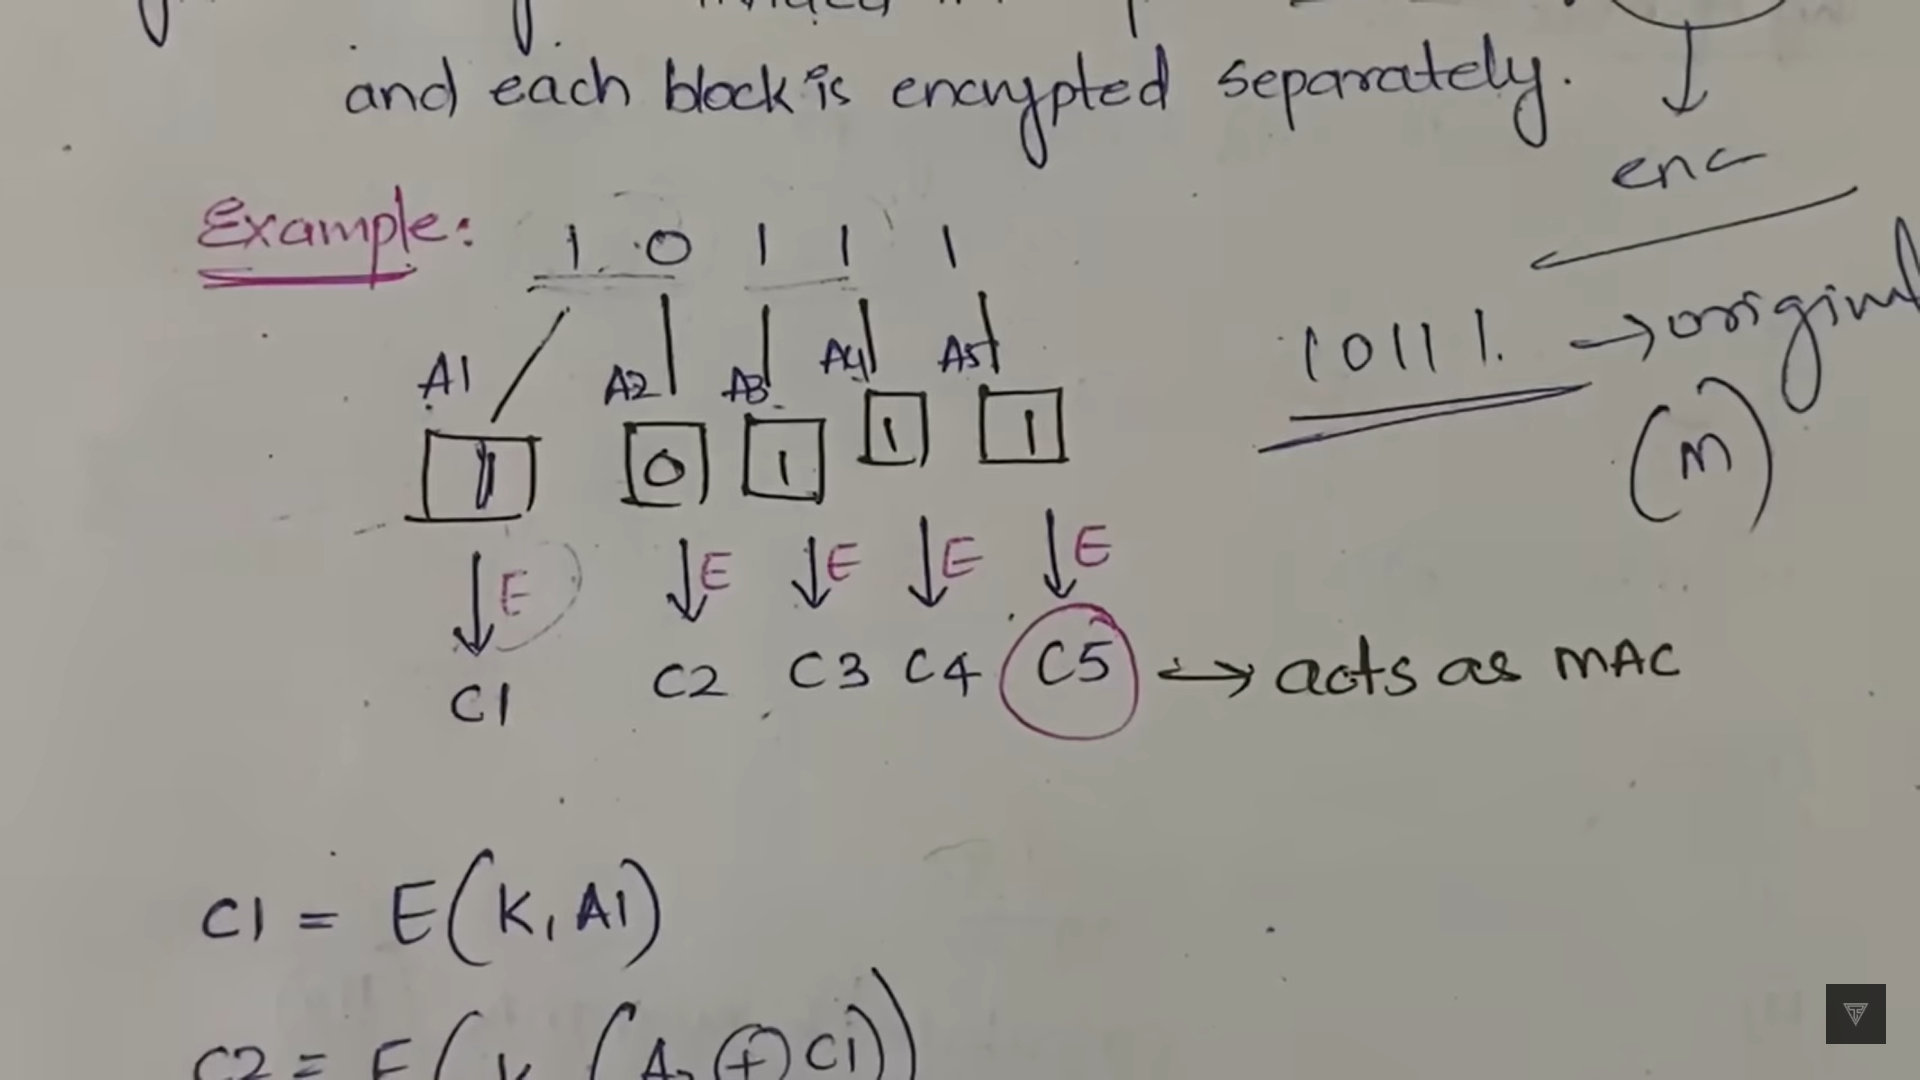 and each block is encrypted separately.
enc
Example: 1 0 1 1 1
10111. → original
(M)
A1 A2 A3 A4 A5
1 0 1 1 1
E E E E E
C1 C2 C3 C4 C5 → acts as MAC
C1 = E(K, A1)
C2 = E(K (A2 ⊕ C1))